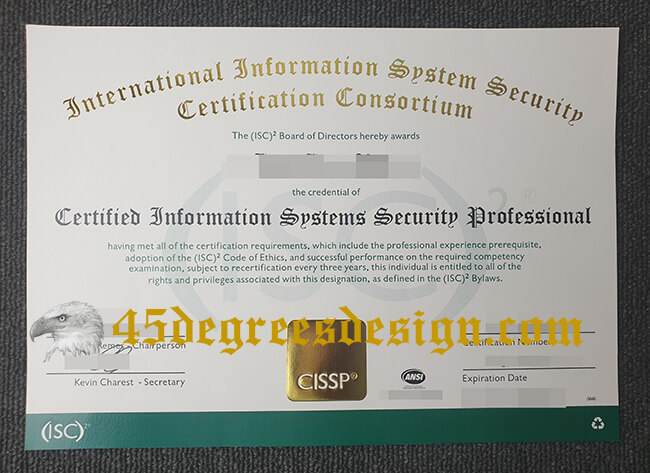 International Information System Security
Certification Consortium
The (ISC)² Board of Directors hereby awards
the credential of
(ISC)²®
Certified Information Systems Security Professional
having met all of the certification requirements, which include the professional experience prerequisite,
adoption of the (ISC)² Code of Ethics, and successful performance on the required competency
examination, subject to recertification every three years, this individual is entitled to all of the
rights and privileges associated with this designation, as defined in the (ISC)² Bylaws.
45degreesdesign.com
- Chairperson
Certification Number
Kevin Charest - Secretary
CISSP®
ANSI
Expiration Date
(ISC)²